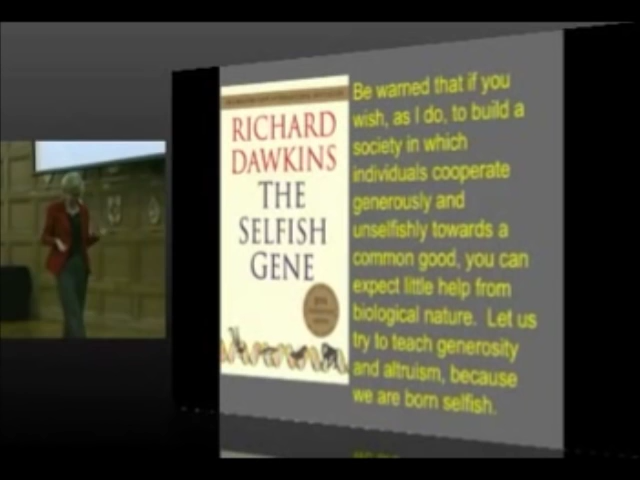 RICHARD
DAWKINS
THE
SELFISH
GENE
Be warned that if you
wish, as I do, to build a
society in which
individuals cooperate
generously and
unselfishly towards a
common good, you can
expect little help from
biological nature. Let us
try to teach generosity
and altruism, because
we are born selfish.